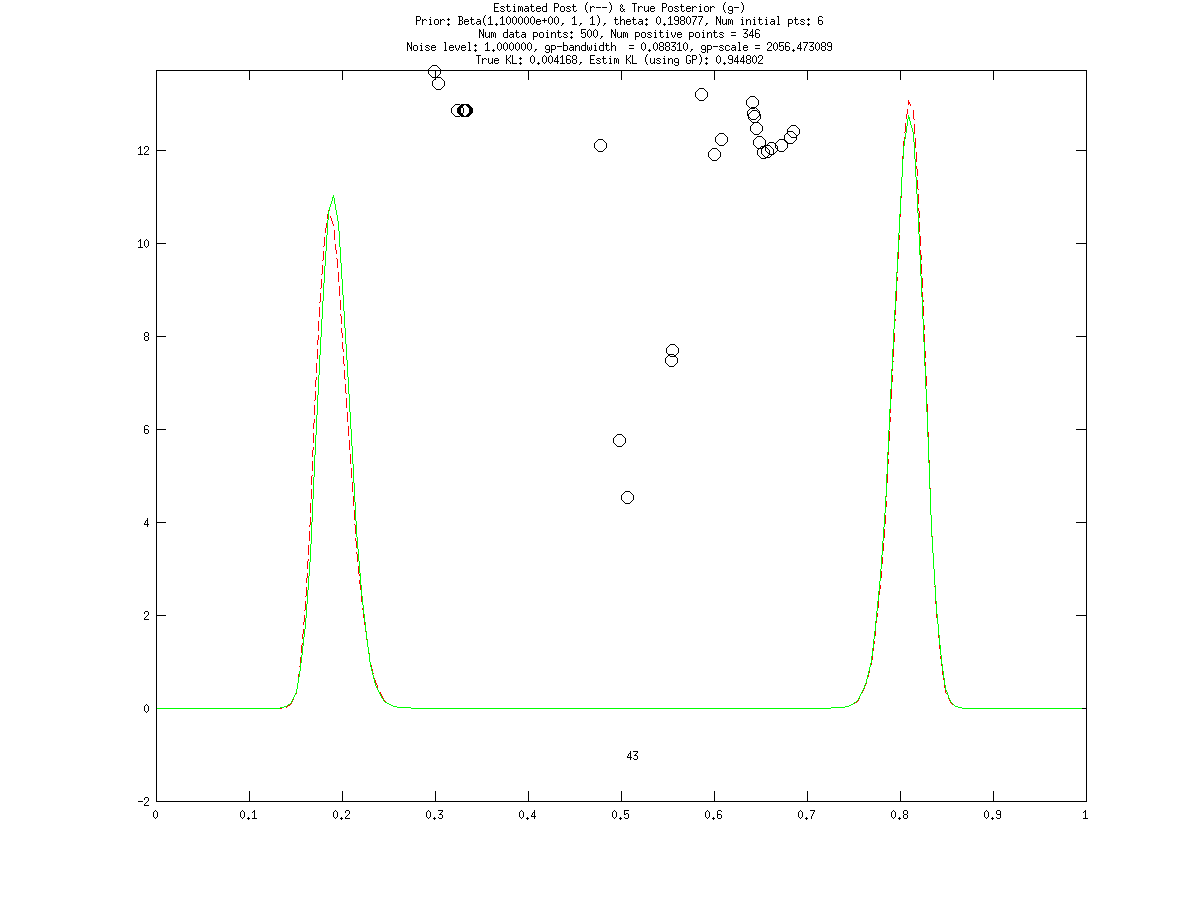 Estimated Post (r--) & True Posterior (g-)
Prior: Beta(1.100000e+00, 1, 1), theta: 0.198077, Num initial pts: 6
Num data points: 500, Num positive points = 346
Noise level: 1.000000, gp-bandwidth  = 0.088310, gp-scale = 2056.473089
True KL: 0.004168, Estim KL (using GP): 0.944802
12
10
8
6
4
2
0
43
-2
0 0.1 0.2 0.3 0.4 0.5 0.6 0.7 0.8 0.9 1